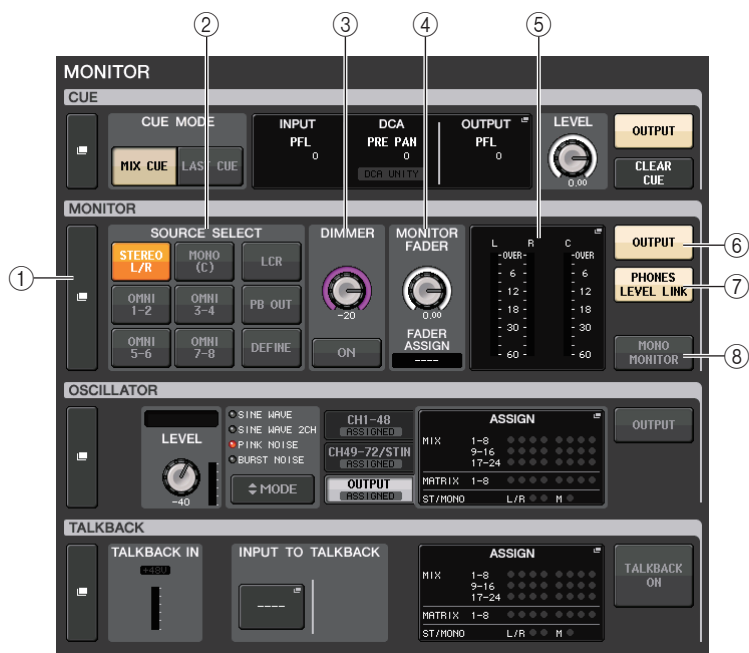 ② ③ ④ ⑤
MONITOR
CUE
CUE MODE
MIX CUE
LAST CUE
INPUT
PFL
0
DCA
PRE PAN
0
DCA UNITY
OUTPUT
PFL
0
LEVEL
0.00
OUTPUT
CLEAR
CUE
MONITOR
①
SOURCE SELECT
STEREO
L/R
MONO
(C)
LCR
OMNI
1-2
OMNI
3-4
PB OUT
OMNI
5-6
OMNI
7-8
DEFINE
DIMMER
-20
ON
MONITOR
FADER
0.00
FADER
ASSIGN
----
L R C
-OVER- -OVER-
- 6 - - 6 -
- 12 - - 12 -
- 18 - - 18 -
- 30 - - 30 -
- 60 - - 60 -
OUTPUT
⑥
PHONES
LEVEL LINK
⑦
MONO
MONITOR
⑧
OSCILLATOR
LEVEL
-40
SINE WAVE
SINE WAVE 2CH
PINK NOISE
BURST NOISE
MODE
CH1-48
ASSIGNED
CH49-72/STIN
ASSIGNED
OUTPUT
ASSIGNED
ASSIGN
MIX 1-8
9-16
17-24
MATRIX 1-8
ST/MONO L/R M
OUTPUT
TALKBACK
TALKBACK IN
+48V
INPUT TO TALKBACK
----
ASSIGN
MIX 1-8
9-16
17-24
MATRIX 1-8
ST/MONO L/R M
TALKBACK
ON